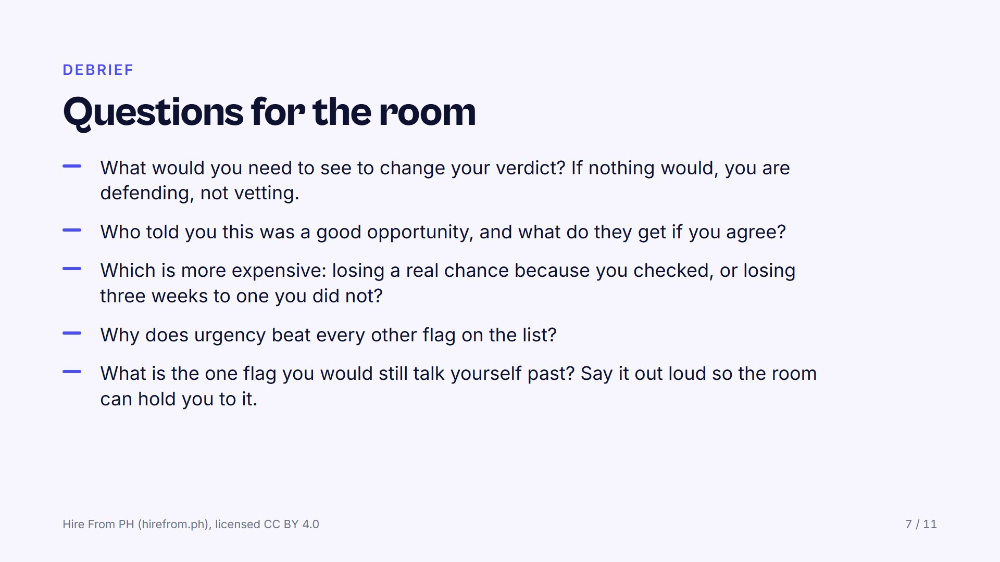 DEBRIEF
Questions for the room
What would you need to see to change your verdict? If nothing would, you are
defending, not vetting.
Who told you this was a good opportunity, and what do they get if you agree?
Which is more expensive: losing a real chance because you checked, or losing
three weeks to one you did not?
Why does urgency beat every other flag on the list?
What is the one flag you would still talk yourself past? Say it out loud so the room
can hold you to it.
Hire From PH (hirefrom.ph), licensed CC BY 4.0
7 / 11